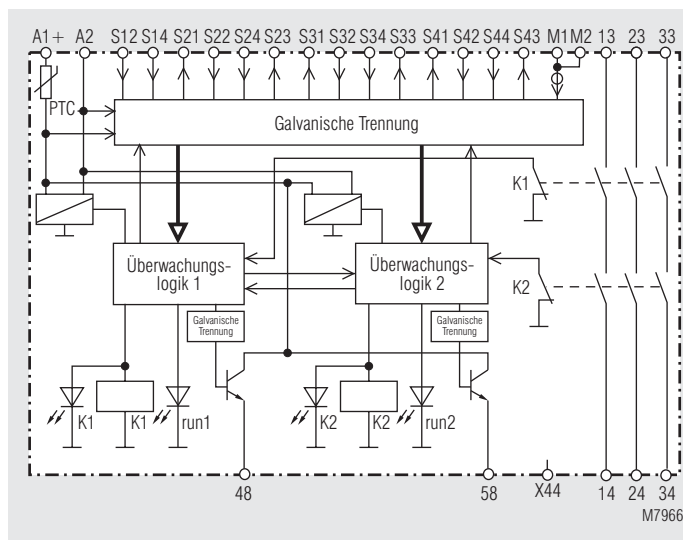 A1+ A2 S12 S14 S21 S22 S24 S23 S31 S32 S34 S33 S41 S42 S44 S43 M1 M2 13 23 33
PTC
Galvanische Trennung
K1
Überwachungs-
logik 1
Überwachungs-
logik 2
K2
Galvanische
Trennung
Galvanische
Trennung
K1 K1 run1 K2 K2 run2
48 58 X44 14 24 34
M7966